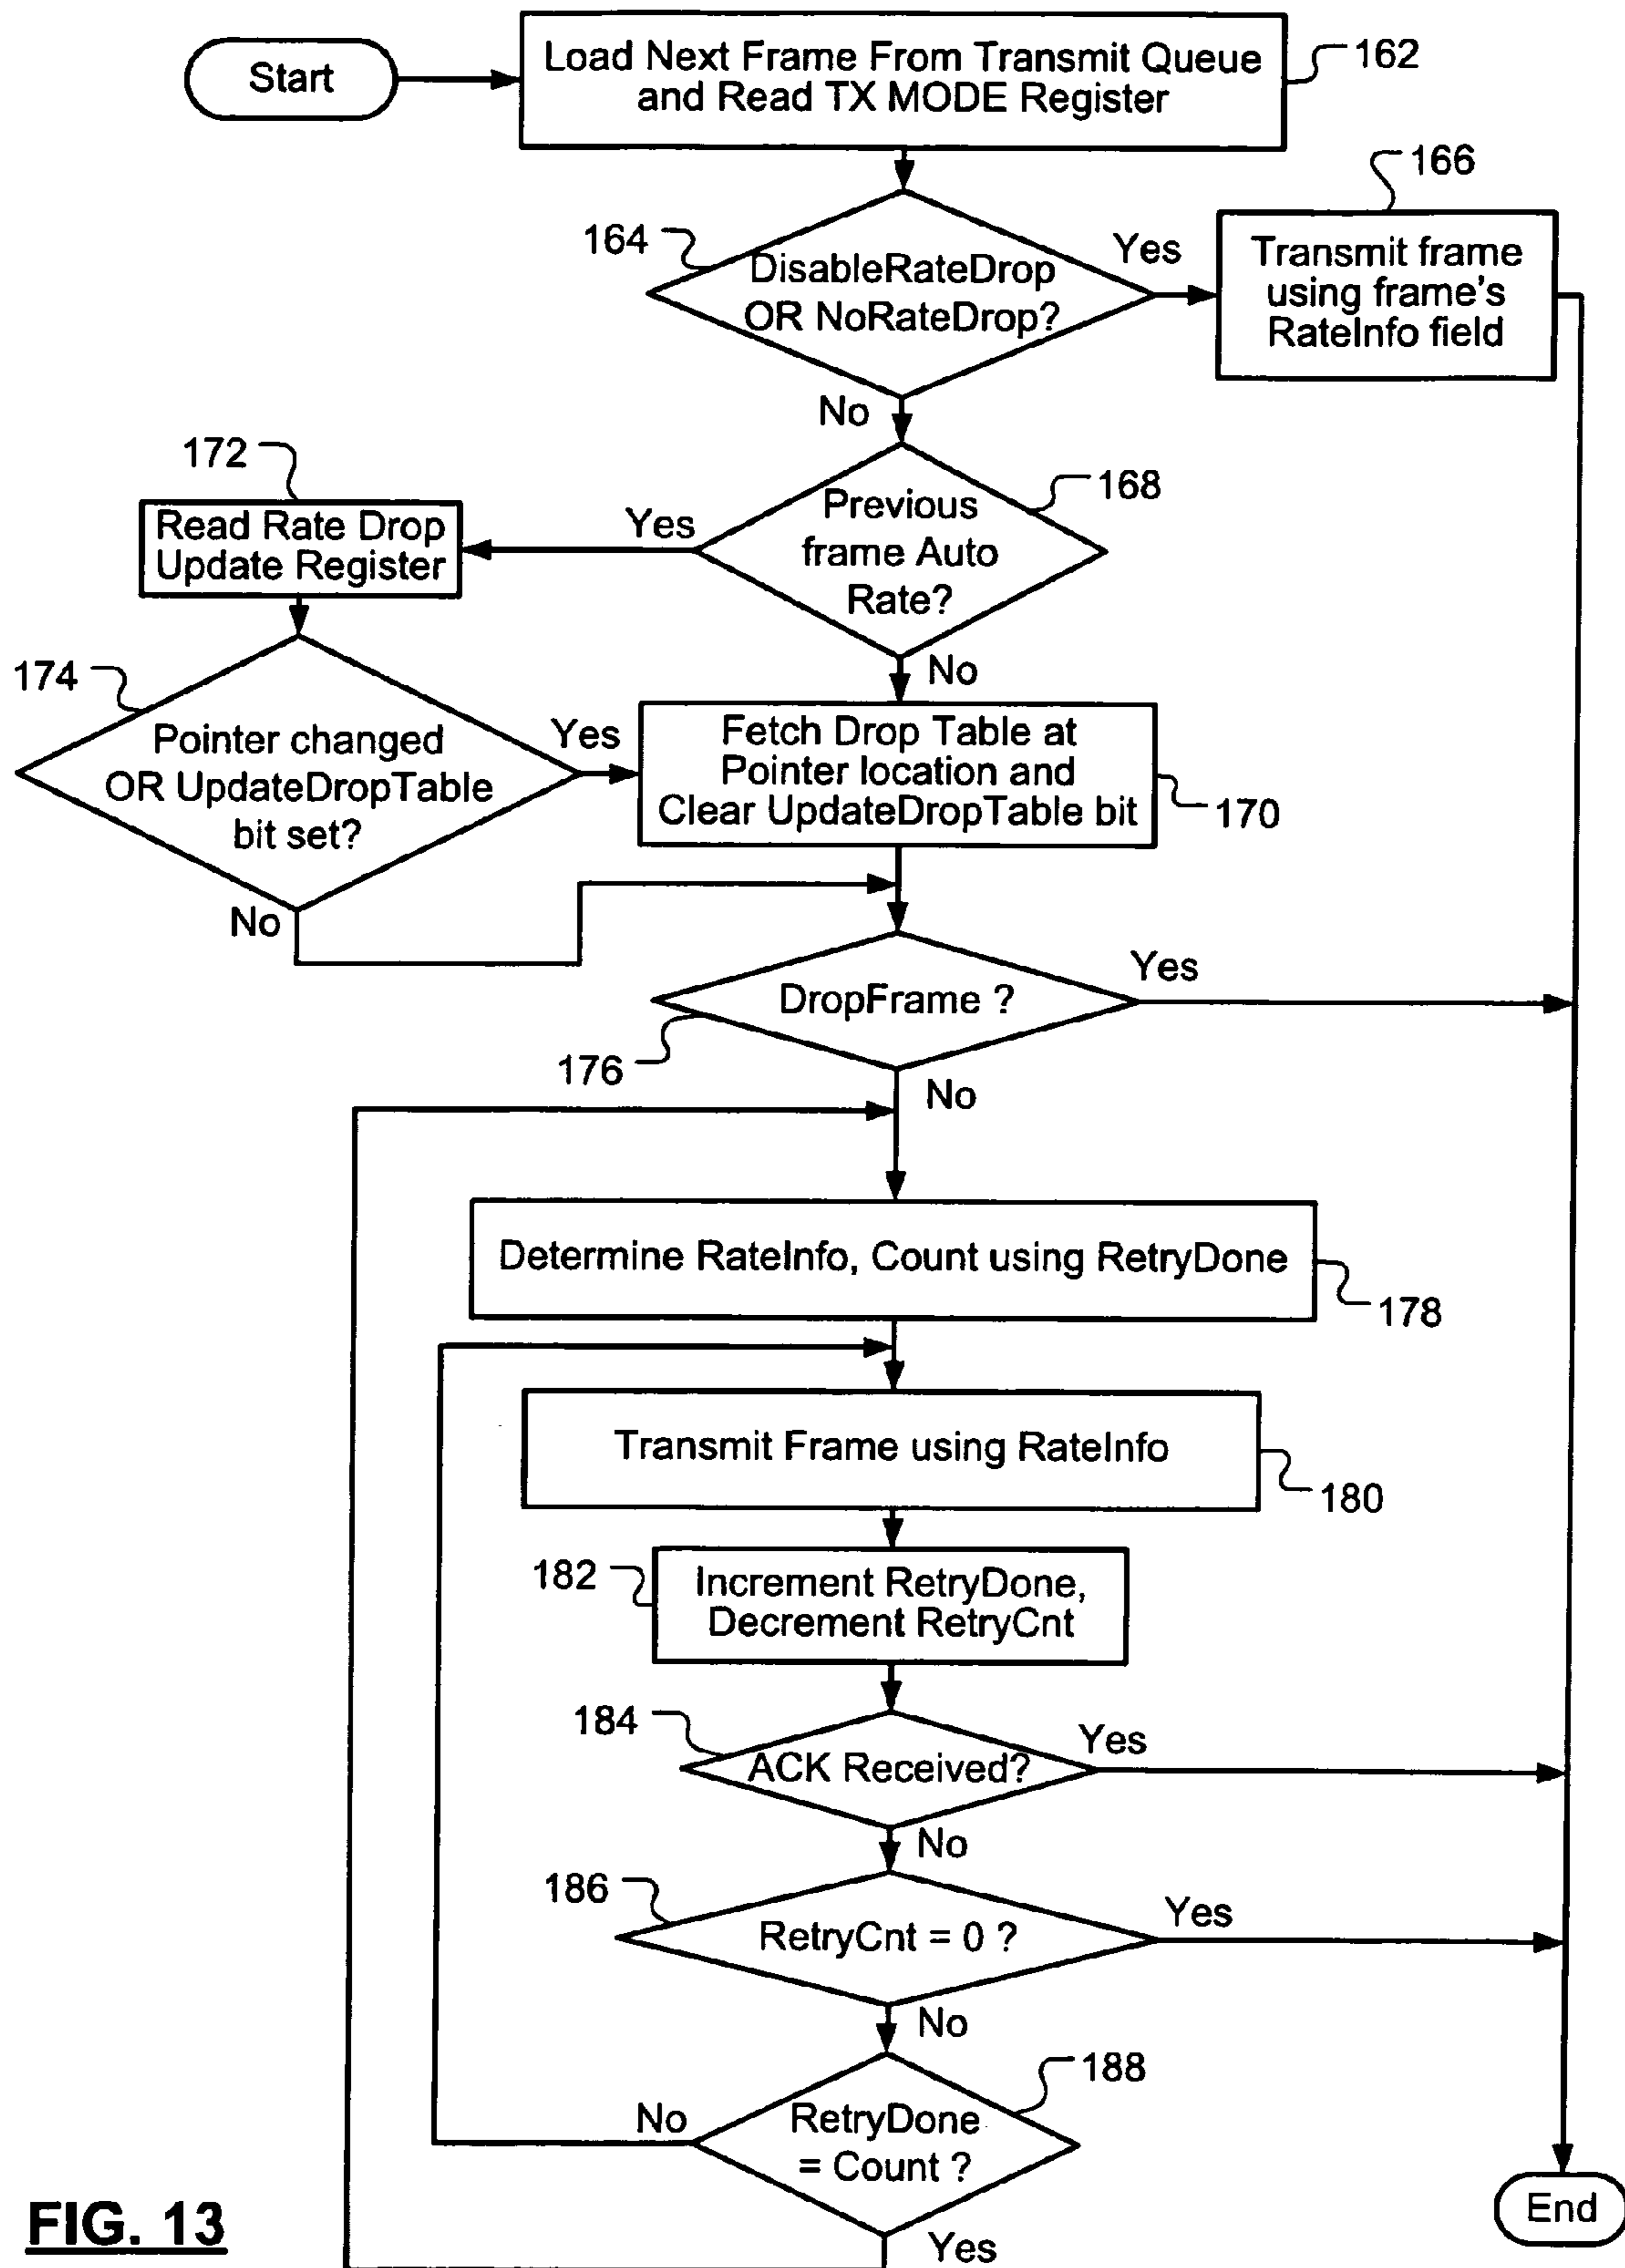 Start
Load Next Frame From Transmit Queue
and Read TX MODE Register
162
166
164
DisableRateDrop
OR NoRateDrop?
Yes
Transmit frame
using frame's
RateInfo field
No
172
168
Read Rate Drop
Update Register
Yes
Previous
frame Auto
Rate?
No
174
Pointer changed
OR UpdateDropTable
bit set?
Yes
Fetch Drop Table at
Pointer location and
Clear UpdateDropTable bit
170
No
DropFrame ?
Yes
176
No
Determine RateInfo, Count using RetryDone
178
Transmit Frame using RateInfo
180
182
Increment RetryDone,
Decrement RetryCnt
184
ACK Received?
Yes
No
186
RetryCnt = 0 ?
Yes
No
188
No
RetryDone
= Count ?
Yes
End
FIG. 13